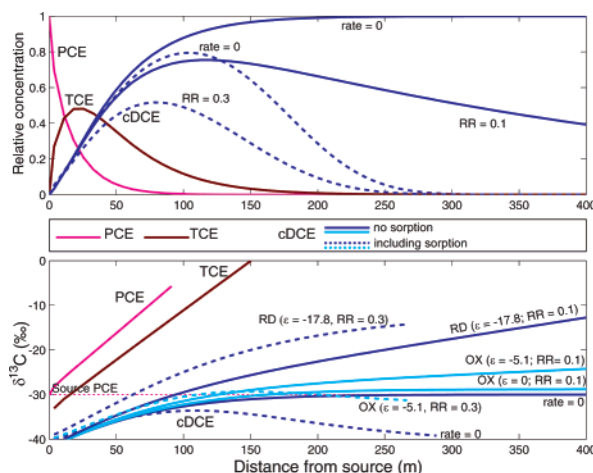 Relative concentration
1
0.8
0.6
0.4
0.2
0
PCE
TCE
cDCE
rate = 0
rate = 0
RR = 0.3
RR = 0.1
0 50 100 150 200 250 300 350 400
PCE TCE cDCE no sorption
including sorption
δ13C (‰)
0
-10
-20
-30
-40
PCE
TCE
Source PCE
cDCE
RD (ε = -17.8, RR = 0.3)
RD (ε = -17.8; RR = 0.1)
OX (ε = -5.1; RR= 0.1)
OX (ε = 0; RR = 0.1)
rate = 0
OX (ε = -5.1, RR = 0.3)
rate = 0
0 50 100 150 200 250 300 350 400
Distance from source (m)